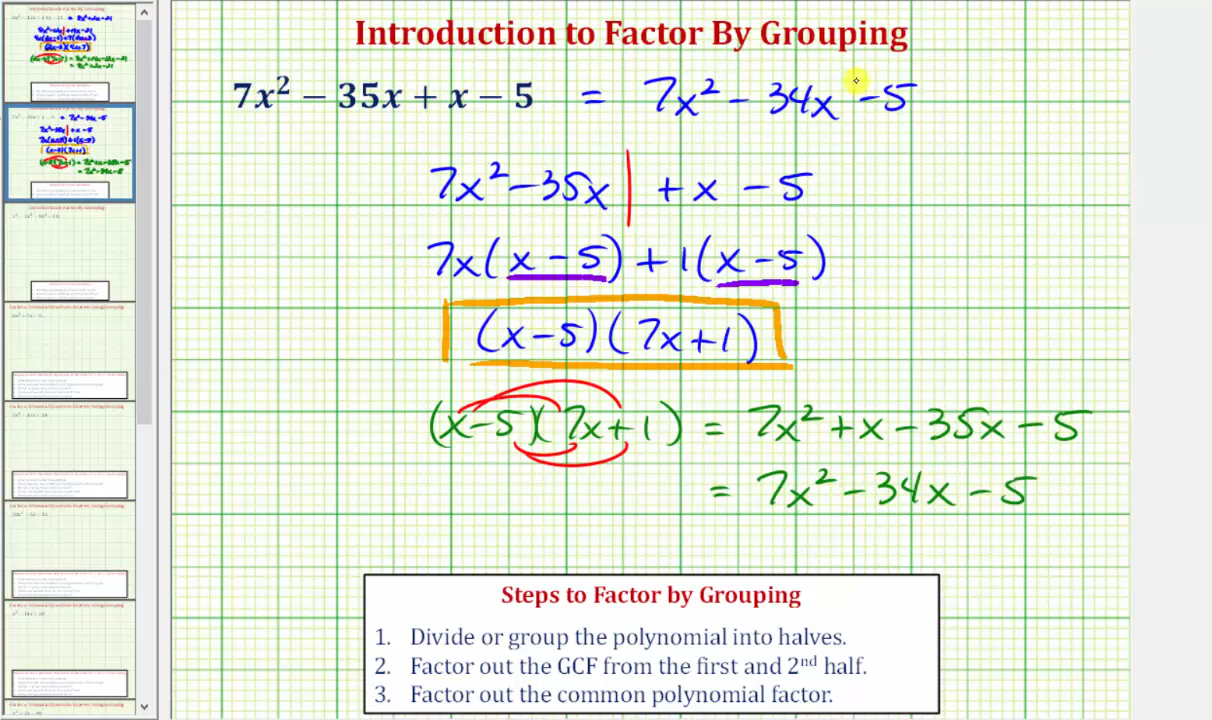 Introduction to Factor By Grouping
7x² − 35x + x − 5 = 7x² − 34x − 5
7x² − 35x | + x − 5
7x(x − 5) + 1(x − 5)
(x − 5)(7x + 1)
(x − 5)(7x + 1) = 7x² + x − 35x − 5
= 7x² − 34x − 5
Steps to Factor by Grouping
1. Divide or group the polynomial into halves.
2. Factor out the GCF from the first and 2nd half.
3. Factor out the common polynomial factor.